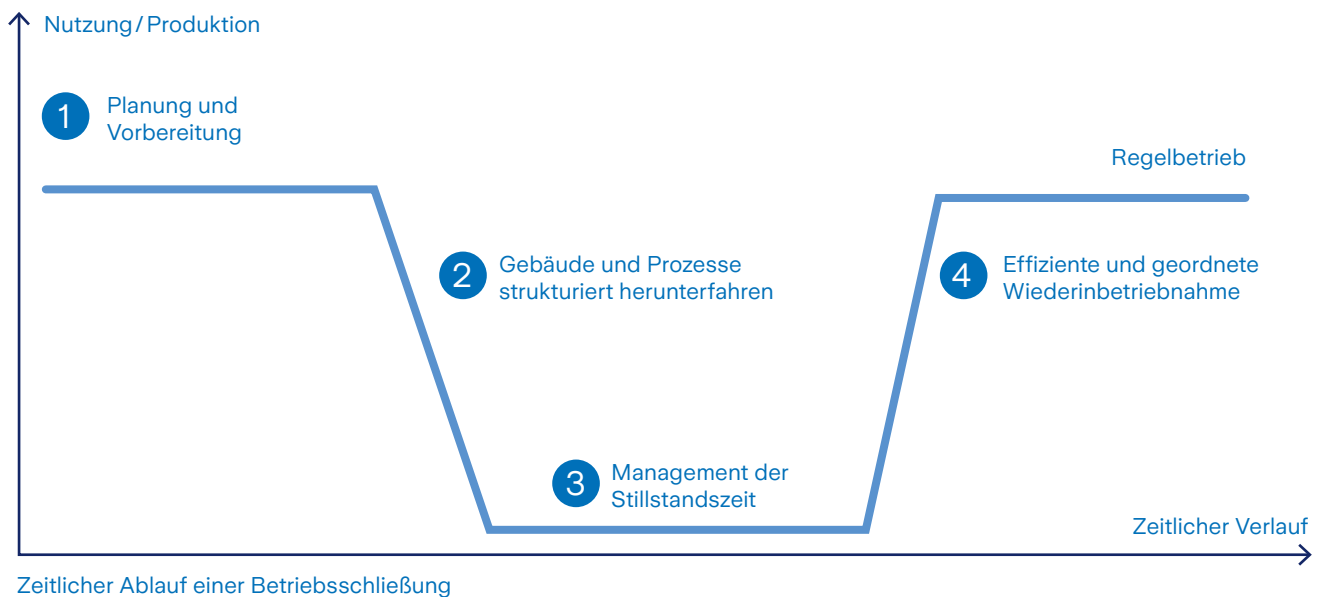 Nutzung/Produktion
1
Planung und
Vorbereitung
Regelbetrieb
2
Gebäude und Prozesse
strukturiert herunterfahren
4
Effiziente und geordnete
Wiederinbetriebnahme
3
Management der
Stillstandszeit
Zeitlicher Verlauf
Zeitlicher Ablauf einer Betriebsschließung